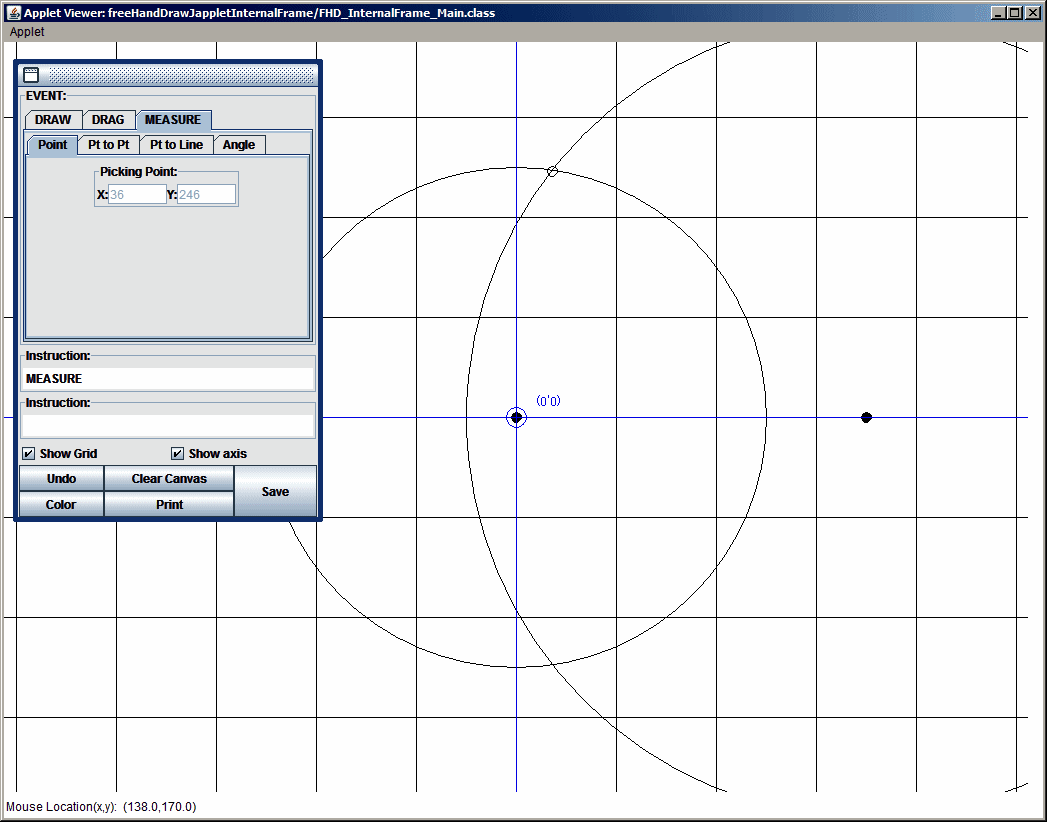 Applet Viewer: freeHandDrawJappletInternalFrame/FHD_InternalFrame_Main.class
Applet
EVENT:
DRAW DRAG MEASURE
Point Pt to Pt Pt to Line Angle
Picking Point:
X: 36 Y: 246
(0'0)
Instruction:
MEASURE
Instruction:
Show Grid Show axis
Undo Clear Canvas Save
Color Print
Mouse Location(x,y): (138.0,170.0)